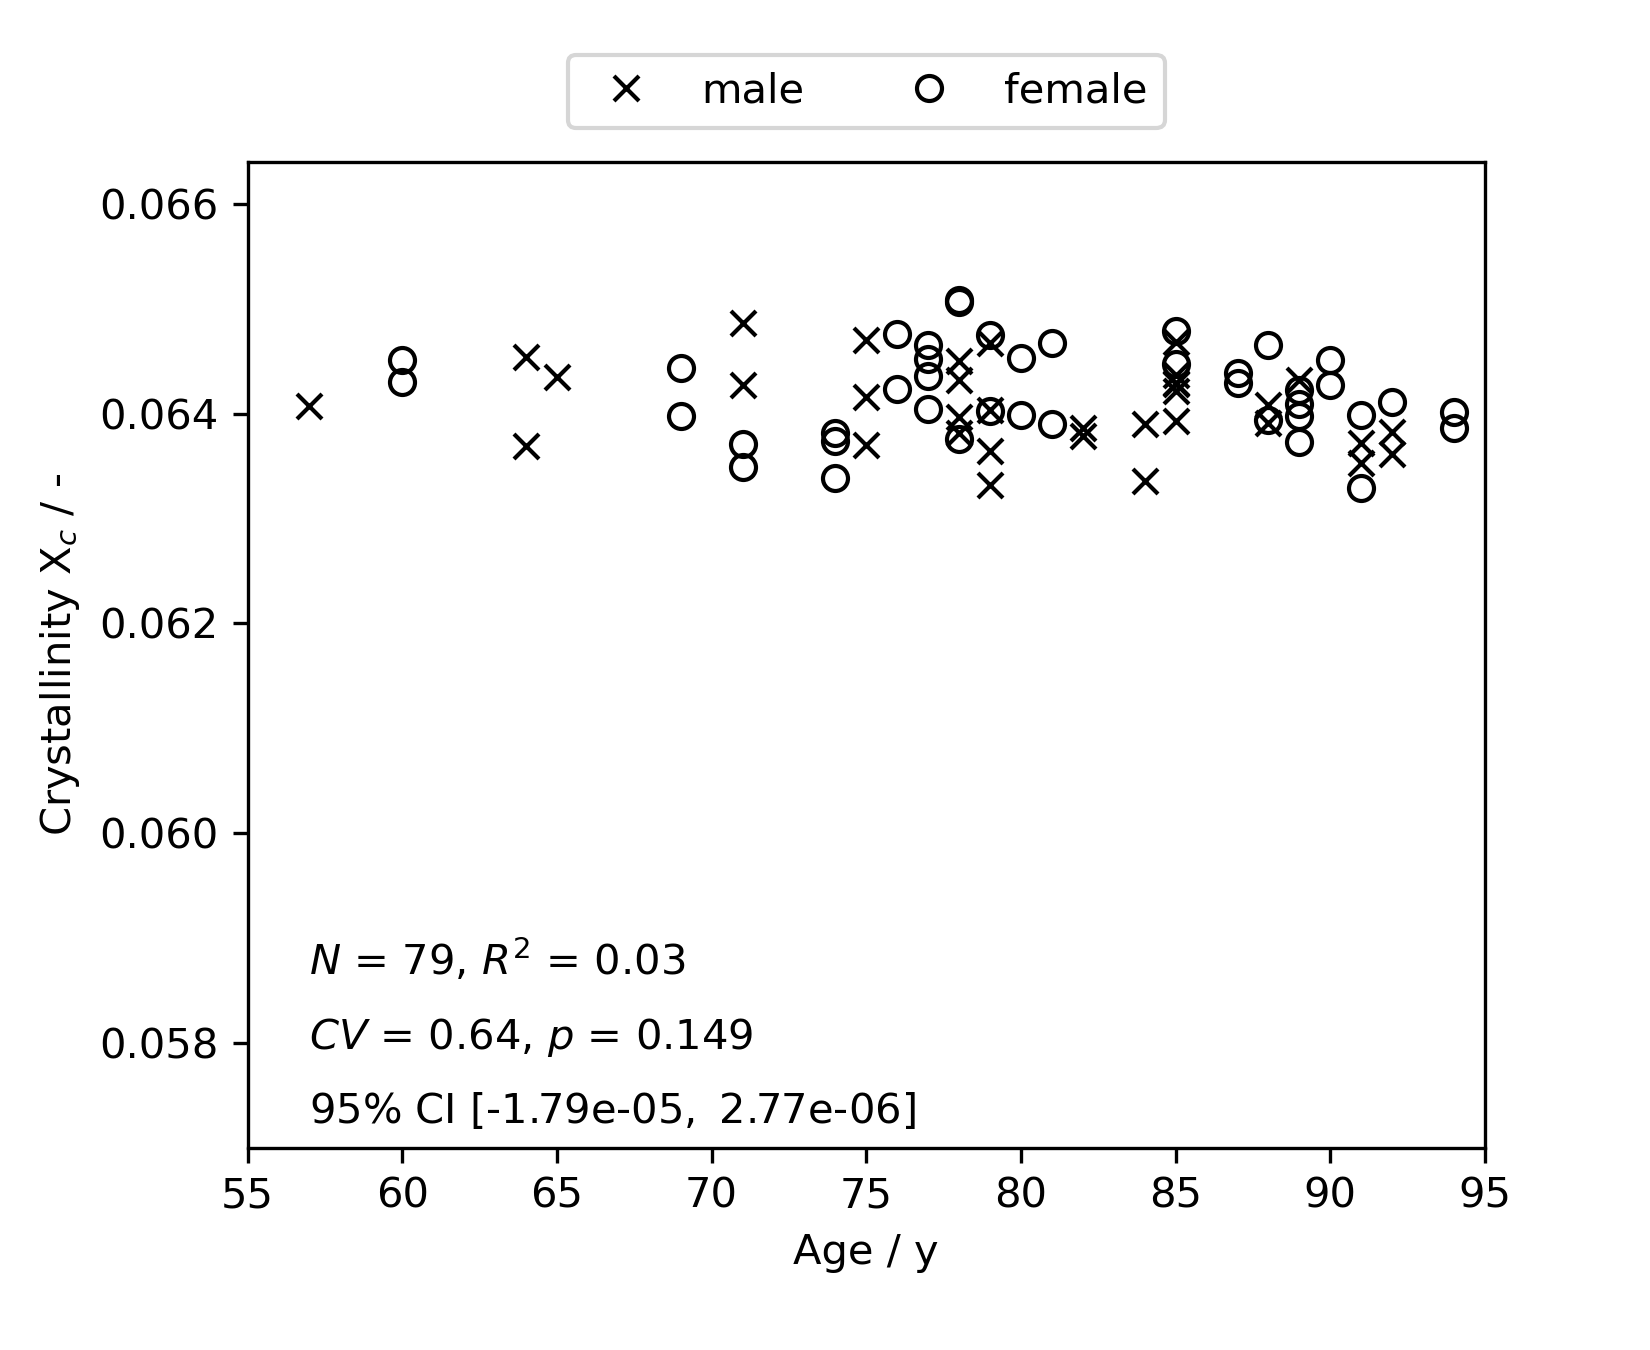 male female
0.066
0.064
0.062
0.060
0.058
Crystallinity X_c / -
N = 79, R² = 0.03
CV = 0.64, p = 0.149
95% CI [-1.79e-05, 2.77e-06]
55 60 65 70 75 80 85 90 95
Age / y